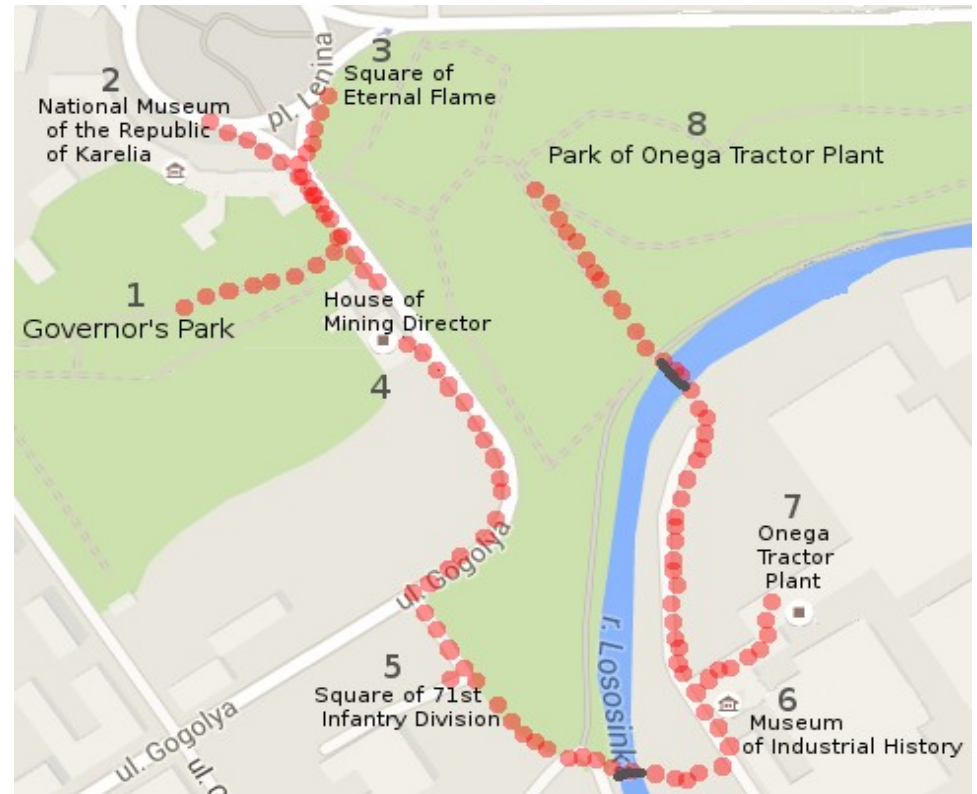 3
Square of
Eternal Flame
pl. Lenina
2
National Museum
of the Republic
of Karelia
8
Park of Onega Tractor Plant
1
Governor's Park
House of
Mining Director
4
7
Onega
Tractor
Plant
ul. Gogolya
r. Lososink
5
Square of 71st
Infantry Division
6
Museum
of Industrial History
ul. Gogolya